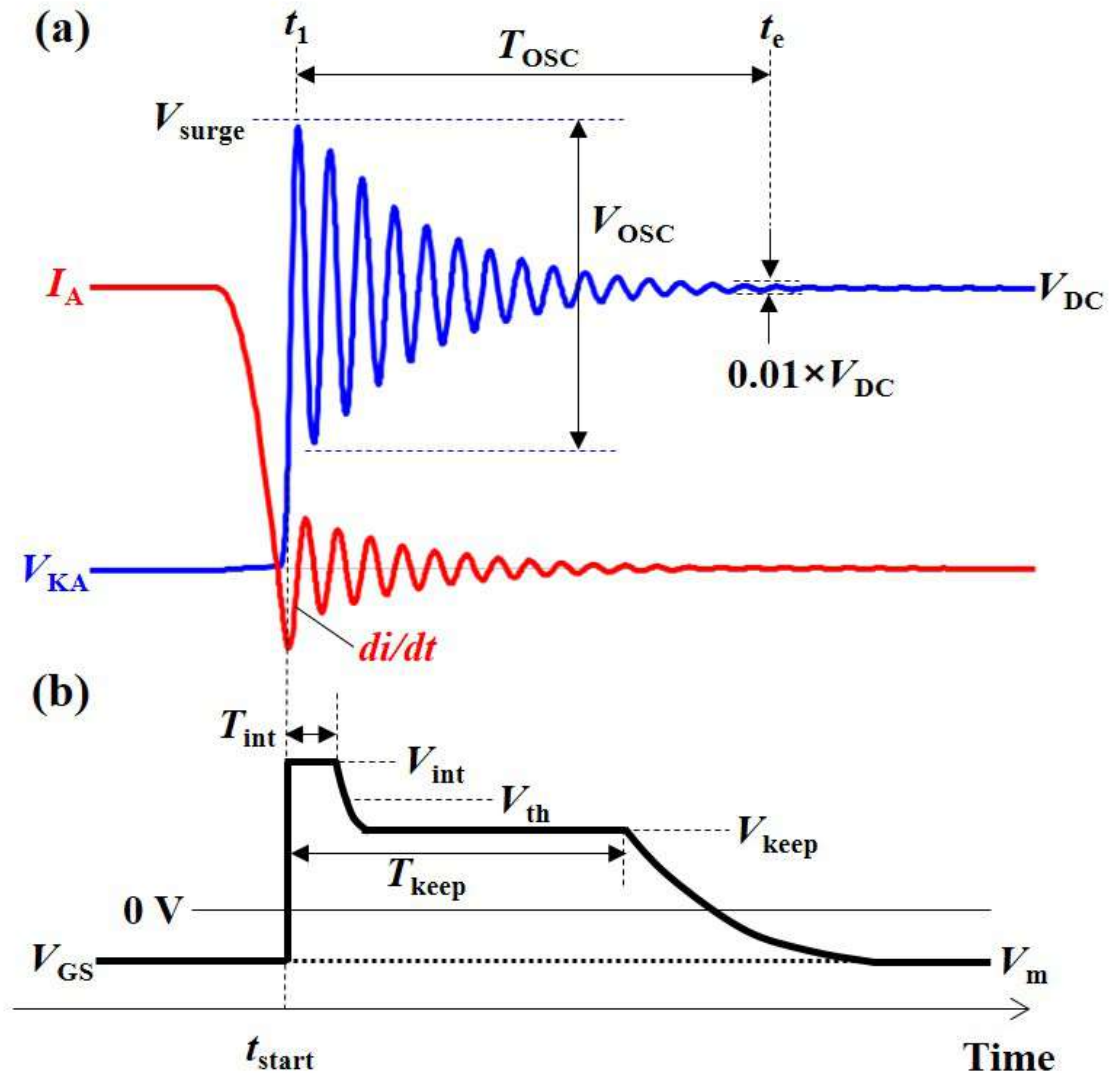 (a)
t1
TOSC
te
Vsurge
VOSC
IA
VDC
0.01×VDC
VKA
di/dt
(b)
Tint
Vint
Vth
Vkeep
Tkeep
0 V
VGS
Vm
tstart
Time